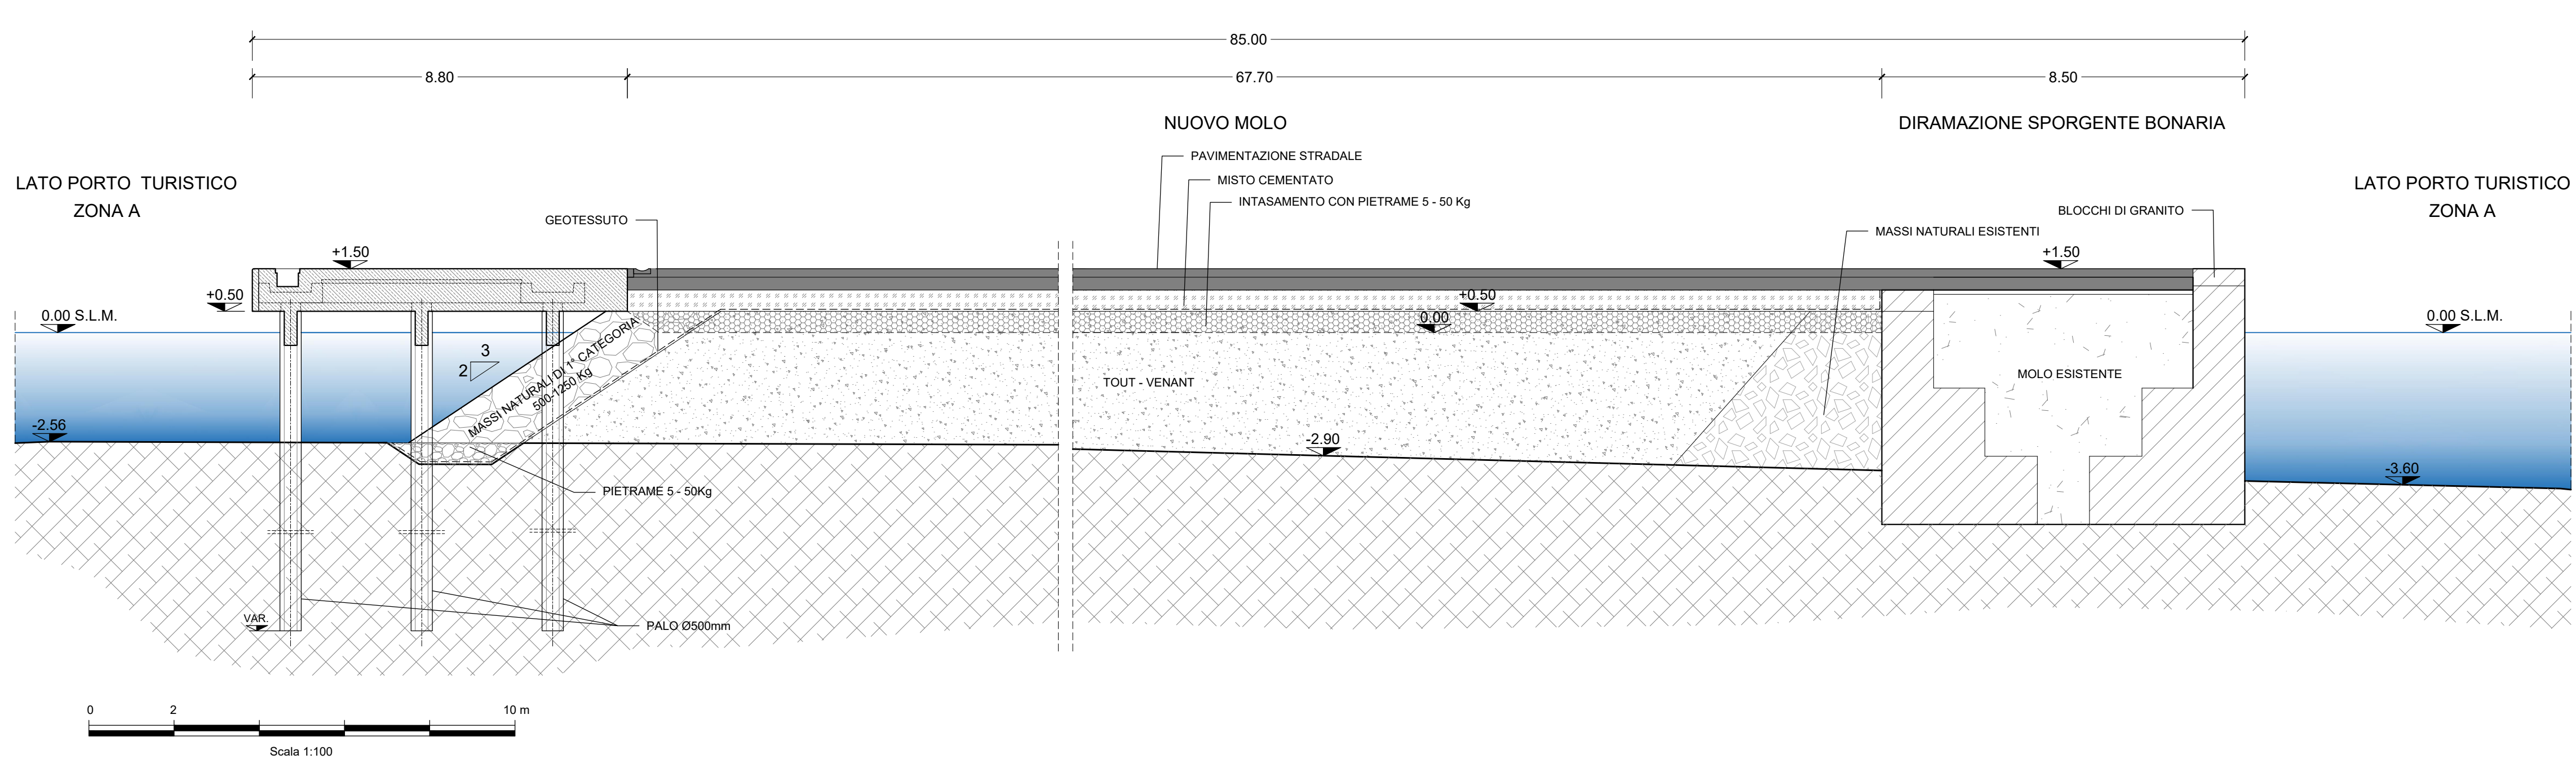 85.00
8.80
67.70
8.50
NUOVO MOLO
DIRAMAZIONE SPORGENTE BONARIA
PAVIMENTAZIONE STRADALE
MISTO CEMENTATO
INTASAMENTO CON PIETRAME 5 - 50 Kg
LATO PORTO TURISTICO
ZONA A
LATO PORTO TURISTICO
ZONA A
GEOTESSUTO
BLOCCHI DI GRANITO
MASSI NATURALI ESISTENTI
+1.50
+1.50
+0.50
+0.50
0.00 S.L.M.
0.00
0.00 S.L.M.
3
2
MASSI NATURALI DI 1° CATEGORIA
500-1250 Kg
TOUT - VENANT
MOLO ESISTENTE
-2.56
-2.90
-3.60
PIETRAME 5 - 50Kg
VAR.
PALO Ø500mm
0
2
10 m
Scala 1:100